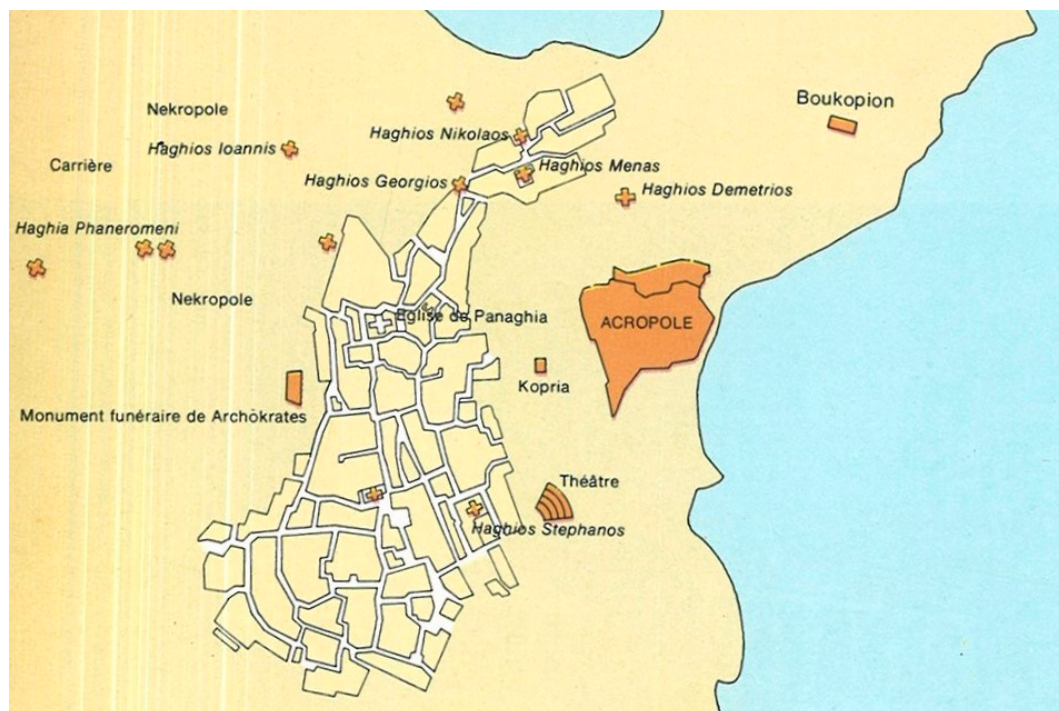 Boukopion
Nekropole
Haghios Nikolaos
Haghios Ioannis
Carrière
Haghios Menas
Haghios Georgios
Haghios Demetrios
Haghia Phaneromeni
Nekropole
Eglise de Panaghia
ACROPOLE
Kopria
Monument funéraire de Archokrates
Théâtre
Haghios Stephanos